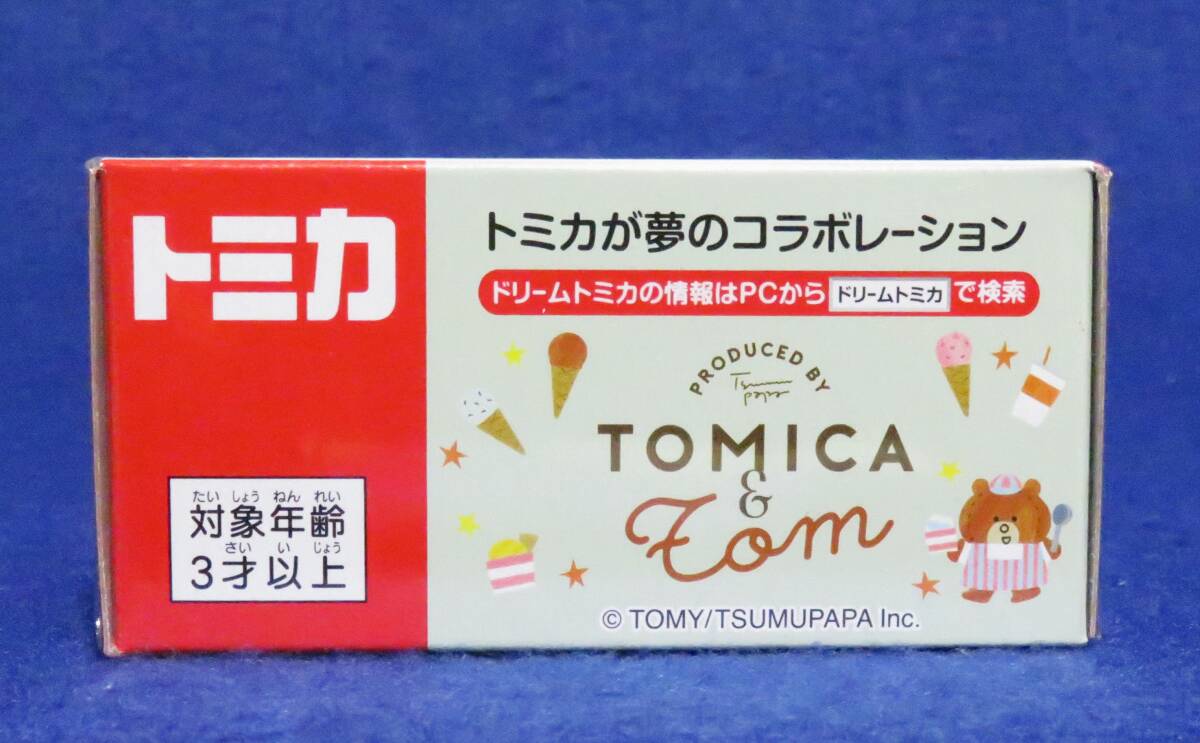 トミカ
たいしょうねんれい
対象年齢
さいいじょう
3才以上
トミカが夢のコラボレーション
ドリームトミカの情報はPCから ドリームトミカ で検索
PRODUCED BY
Tsumu
papa
TOMICA
&
Tom
© TOMY/TSUMUPAPA Inc.